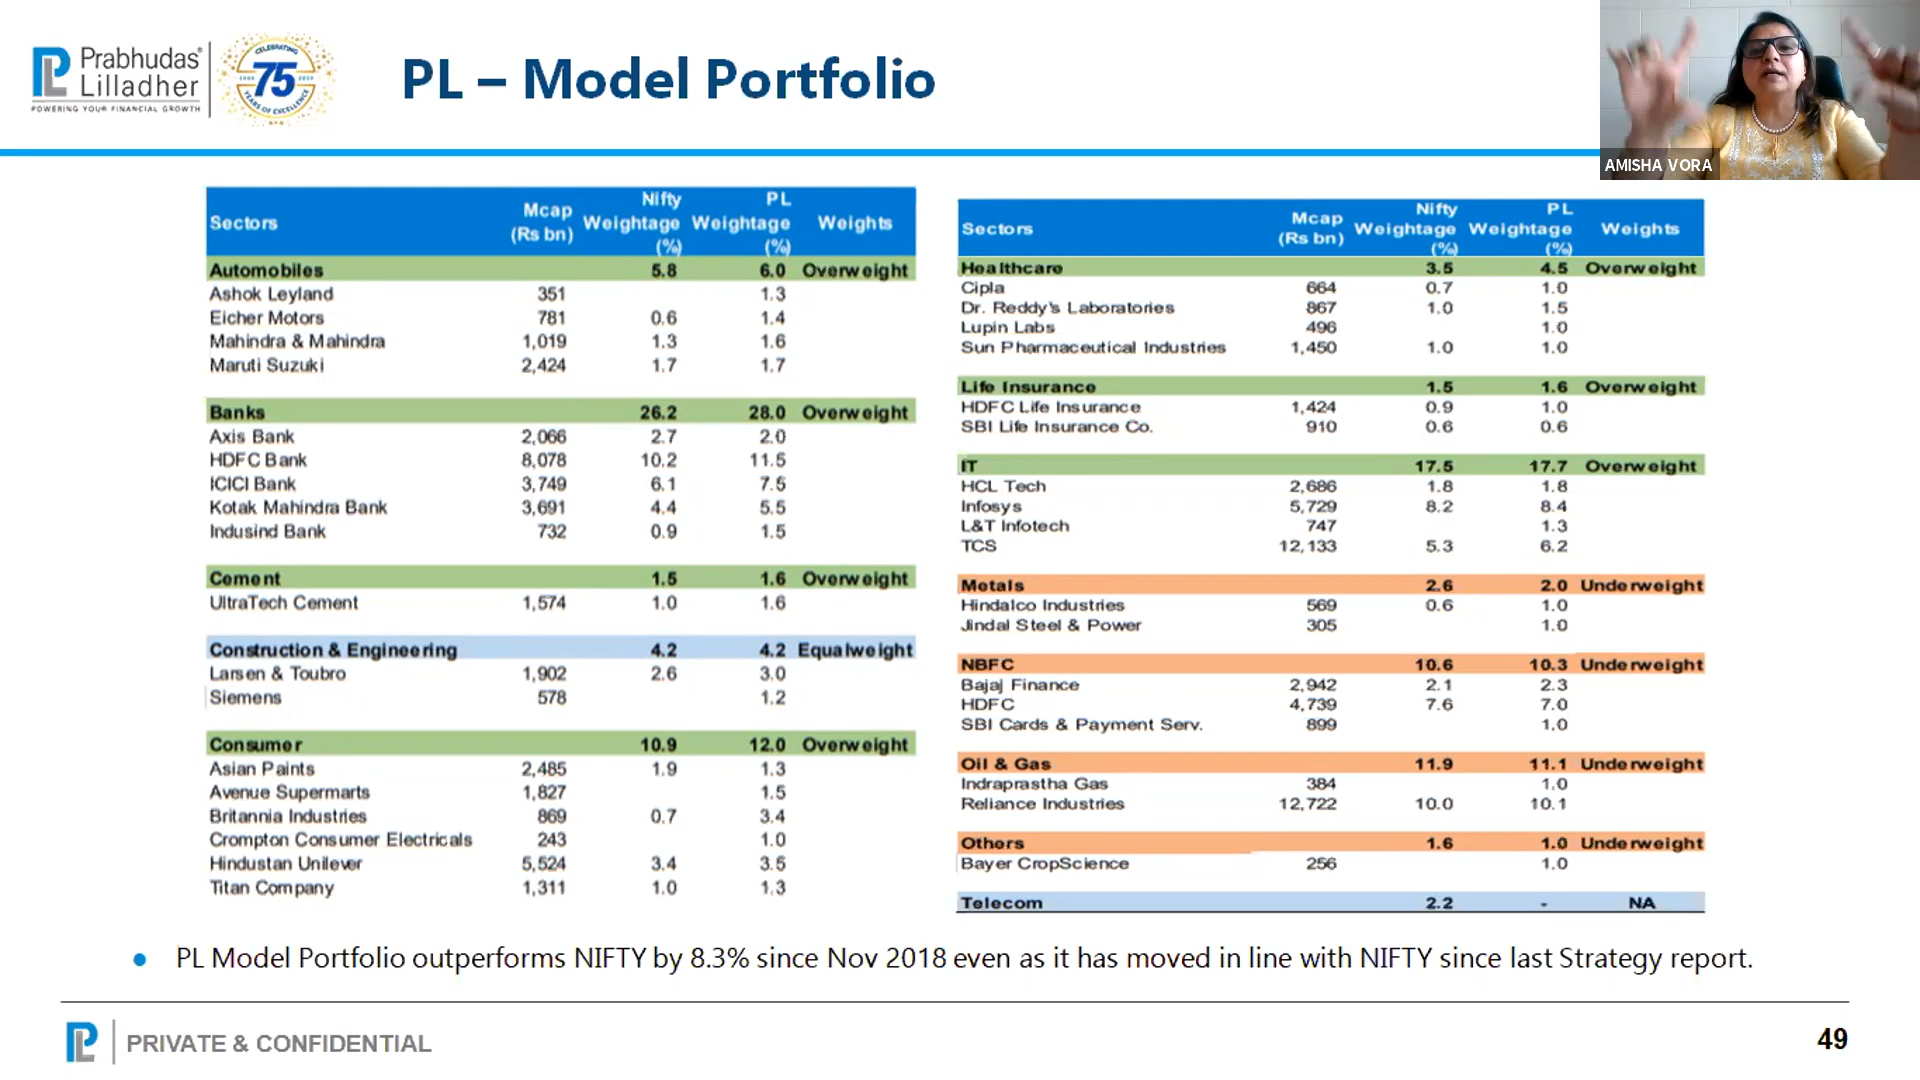 Prabhudas
Lilladher
POWERING YOUR FINANCIAL GROWTH
CELEBRATING
75
YEARS OF EXCELLENCE
PL – Model Portfolio
AMISHA VORA
Sectors Mcap (Rs bn) Nifty Weightage (%) PL Weightage (%) Weights
Automobiles 5.8 6.0 Overweight
Ashok Leyland 351 1.3
Eicher Motors 781 0.6 1.4
Mahindra & Mahindra 1,019 1.3 1.6
Maruti Suzuki 2,424 1.7 1.7
Banks 26.2 28.0 Overweight
Axis Bank 2,066 2.7 2.0
HDFC Bank 8,078 10.2 11.5
ICICI Bank 3,749 6.1 7.5
Kotak Mahindra Bank 3,691 4.4 5.5
Indusind Bank 732 0.9 1.5
Cement 1.5 1.6 Overweight
UltraTech Cement 1,574 1.0 1.6
Construction & Engineering 4.2 4.2 Equalweight
Larsen & Toubro 1,902 2.6 3.0
Siemens 578 1.2
Consumer 10.9 12.0 Overweight
Asian Paints 2,485 1.9 1.3
Avenue Supermarts 1,827 1.5
Britannia Industries 869 0.7 3.4
Crompton Consumer Electricals 243 1.0
Hindustan Unilever 5,524 3.4 3.5
Titan Company 1,311 1.0 1.3
Sectors Mcap (Rs bn) Nifty Weightage (%) PL Weightage (%) Weights
Healthcare 3.5 4.5 Overweight
Cipla 664 0.7 1.0
Dr. Reddy's Laboratories 867 1.0 1.5
Lupin Labs 496 1.0
Sun Pharmaceutical Industries 1,450 1.0 1.0
Life Insurance 1.5 1.6 Overweight
HDFC Life Insurance 1,424 0.9 1.0
SBI Life Insurance Co. 910 0.6 0.6
IT 17.5 17.7 Overweight
HCL Tech 2,686 1.8 1.8
Infosys 5,729 8.2 8.4
L&T Infotech 747 1.3
TCS 12,133 5.3 6.2
Metals 2.6 2.0 Underweight
Hindalco Industries 569 0.6 1.0
Jindal Steel & Power 305 1.0
NBFC 10.6 10.3 Underweight
Bajaj Finance 2,942 2.1 2.3
HDFC 4,739 7.6 7.0
SBI Cards & Payment Serv. 899 1.0
Oil & Gas 11.9 11.1 Underweight
Indraprastha Gas 384 1.0
Reliance Industries 12,722 10.0 10.1
Others 1.6 1.0 Underweight
Bayer CropScience 256 1.0
Telecom 2.2 - NA
● PL Model Portfolio outperforms NIFTY by 8.3% since Nov 2018 even as it has moved in line with NIFTY since last Strategy report.
PRIVATE & CONFIDENTIAL
49